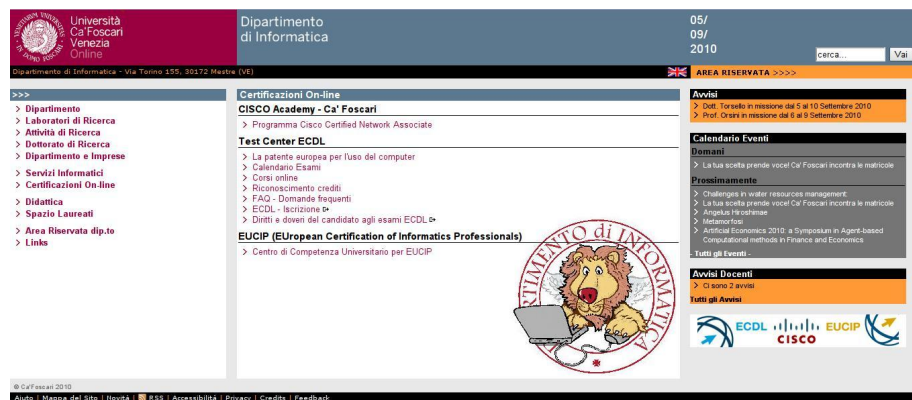 Università
Ca'Foscari
Venezia
Online
Dipartimento
di Informatica
05/
09/
2010
cerca...
Vai
Dipartimento di Informatica - Via Torino 155, 30172 Mestre (VE)
AREA RISERVATA >>>>
>>>
> Dipartimento
> Laboratori di Ricerca
> Attività di Ricerca
> Dottorato di Ricerca
> Dipartimento e Imprese
> Servizi Informatici
> Certificazioni On-line
> Didattica
> Spazio Laureati
> Area Riservata dip.to
> Links
Certificazioni On-line
CISCO Academy - Ca' Foscari
> Programma Cisco Certified Network Associate
Test Center ECDL
> La patente europea per l'uso del computer
> Calendario Esami
> Corsi online
> Riconoscimento crediti
> FAQ - Domande frequenti
> ECDL - Iscrizione
> Diritti e doveri del candidato agli esami ECDL
EUCIP (EUropean Certification of Informatics Professionals)
> Centro di Competenza Universitario per EUCIP
DIPARTIMENTO di INFORMATICA
Avvisi
> Dott. Torsello in missione dal 5 al 10 Settembre 2010
> Prof. Orsini in missione dal 6 al 9 Settembre 2010
Calendario Eventi
Domani
> La tua scelta prende voce! Ca' Foscari incontra le matricole
Prossimamente
> Challenges in water resources management:
> La tua scelta prende voce! Ca' Foscari incontra le matricole
> Angelus Hiroshimae
> Metamorfosi
> Artificial Economics 2010: a Symposium in Agent-based
Computational methods in Finance and Economics
- Tutti gli Eventi -
Avvisi Docenti
> Ci sono 2 avvisi
Tutti gli Avvisi
ECDL
CISCO
EUCIP
© Ca'Foscari 2010
Aiuto | Mappa del Sito | Novità | RSS | Accessibilità | Privacy | Credits | Feedback